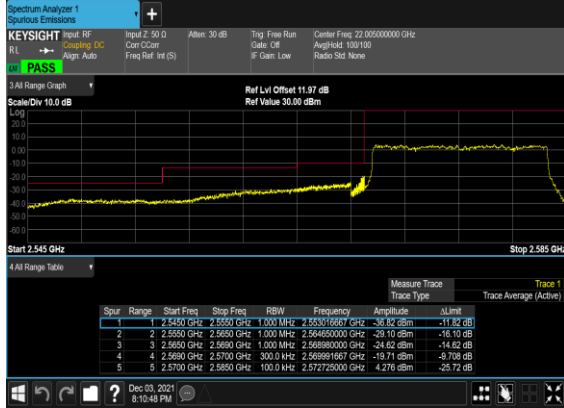 Spectrum Analyzer 1
Spurious Emissions
KEYSIGHT
RL
Input: RF
Coupling: DC
Align: Auto
Input Z: 50 Ω
Corr CCorr
Freq Ref: Int (S)
Atten: 30 dB
Trig: Free Run
Gate: Off
IF Gain: Low
Center Freq: 22.005000000 GHz
Avg|Hold: 100/100
Radio Std: None
PASS
3 All Range Graph
Scale/Div 10.0 dB
Ref Lvl Offset 11.97 dB
Ref Value 30.00 dBm
Log
20.0
10.0
0.00
-10.0
-20.0
-30.0
-40.0
-50.0
-60.0
Start 2.545 GHz
Stop 2.585 GHz
4 All Range Table
Measure Trace Trace 1
Trace Type Trace Average (Active)
Spur Range Start Freq Stop Freq RBW Frequency Amplitude ΔLimit
1 1 2.5450 GHz 2.5550 GHz 1.000 MHz 2.553016667 GHz -36.82 dBm -11.82 dB
2 2 2.5550 GHz 2.5650 GHz 1.000 MHz 2.564650000 GHz -29.10 dBm -16.10 dB
3 3 2.5650 GHz 2.5690 GHz 1.000 MHz 2.568980000 GHz -24.62 dBm -14.62 dB
4 4 2.5690 GHz 2.5700 GHz 300.0 kHz 2.569991667 GHz -19.71 dBm -9.708 dB
5 5 2.5700 GHz 2.5850 GHz 100.0 kHz 2.572725000 GHz 4.276 dBm -25.72 dB
Dec 03, 2021
8:10:48 PM